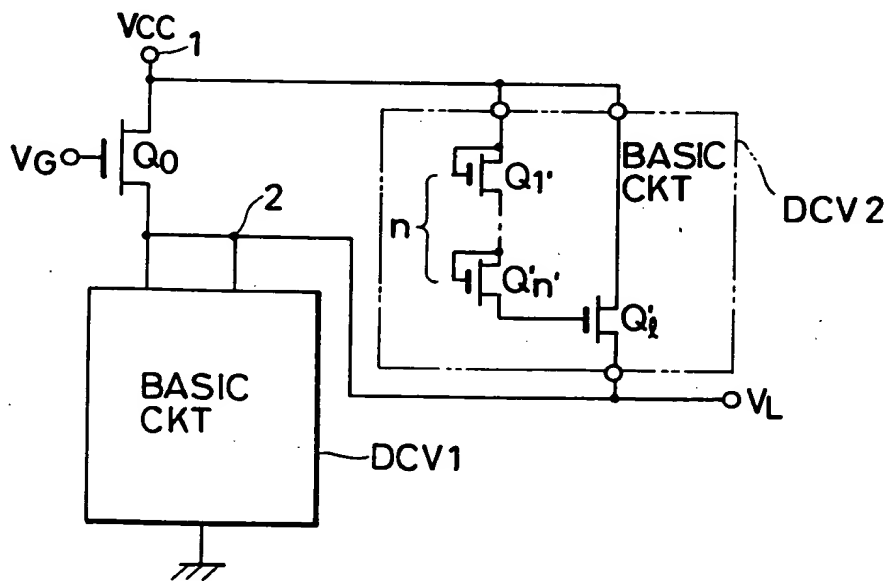 VCC
1
VG
Q0
2
BASIC
CKT
DCV1
n
Q1'
Q'n'
BASIC
CKT
Q'ℓ
DCV2
VL